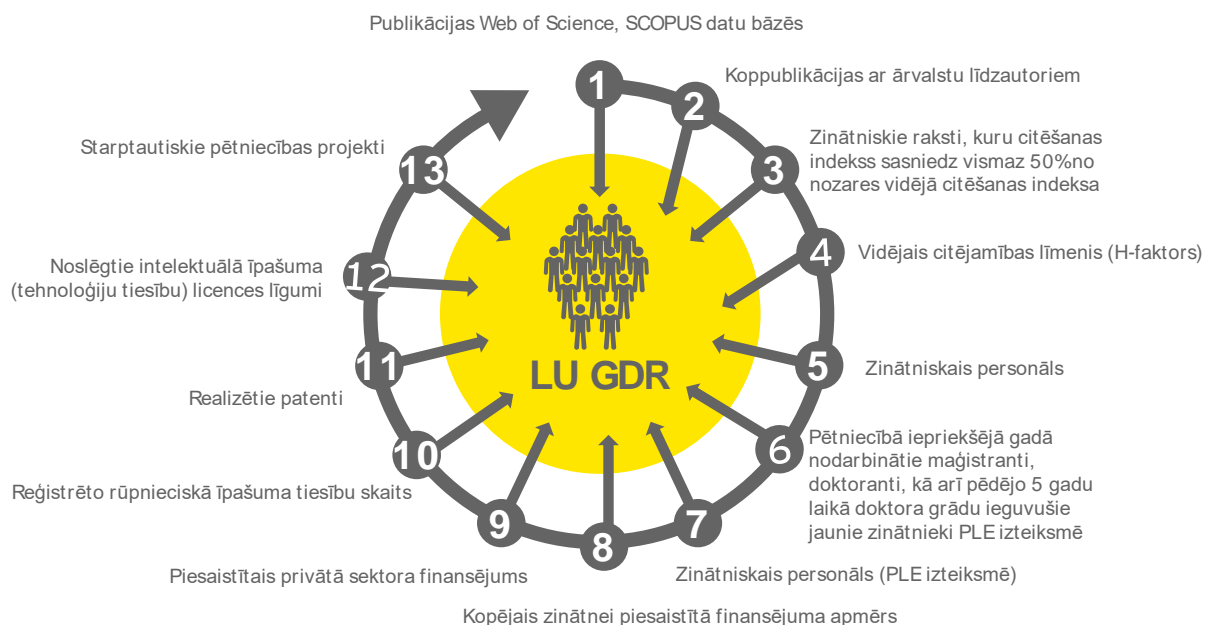 Publikācijas Web of Science, SCOPUS datu bāzēs
1
Koppublikācijas ar ārvalstu līdzautoriem
2
Zinātniskie raksti, kuru citēšanas
indekss sasniedz vismaz 50%no
nozares vidējā citēšanas indeksa
3
Vidējais citējamības līmenis (H-faktors)
4
Zinātniskais personāls
5
Pētniecībā iepriekšējā gadā
nodarbinātie maģistranti,
doktoranti, kā arī pēdējo 5 gadu
laikā doktora grādu ieguvušie
jaunie zinātnieki PLE izteiksmē
6
Zinātniskais personāls (PLE izteiksmē)
7
Kopējais zinātnei piesaistītā finansējuma apmērs
8
Piesaistītais privātā sektora finansējums
9
Reģistrēto rūpnieciskā īpašuma tiesību skaits
10
Realizētie patenti
11
Noslēgtie intelektuālā īpašuma
(tehnoloģiju tiesību) licences līgumi
12
Starptautiskie pētniecības projekti
13
LU GDR